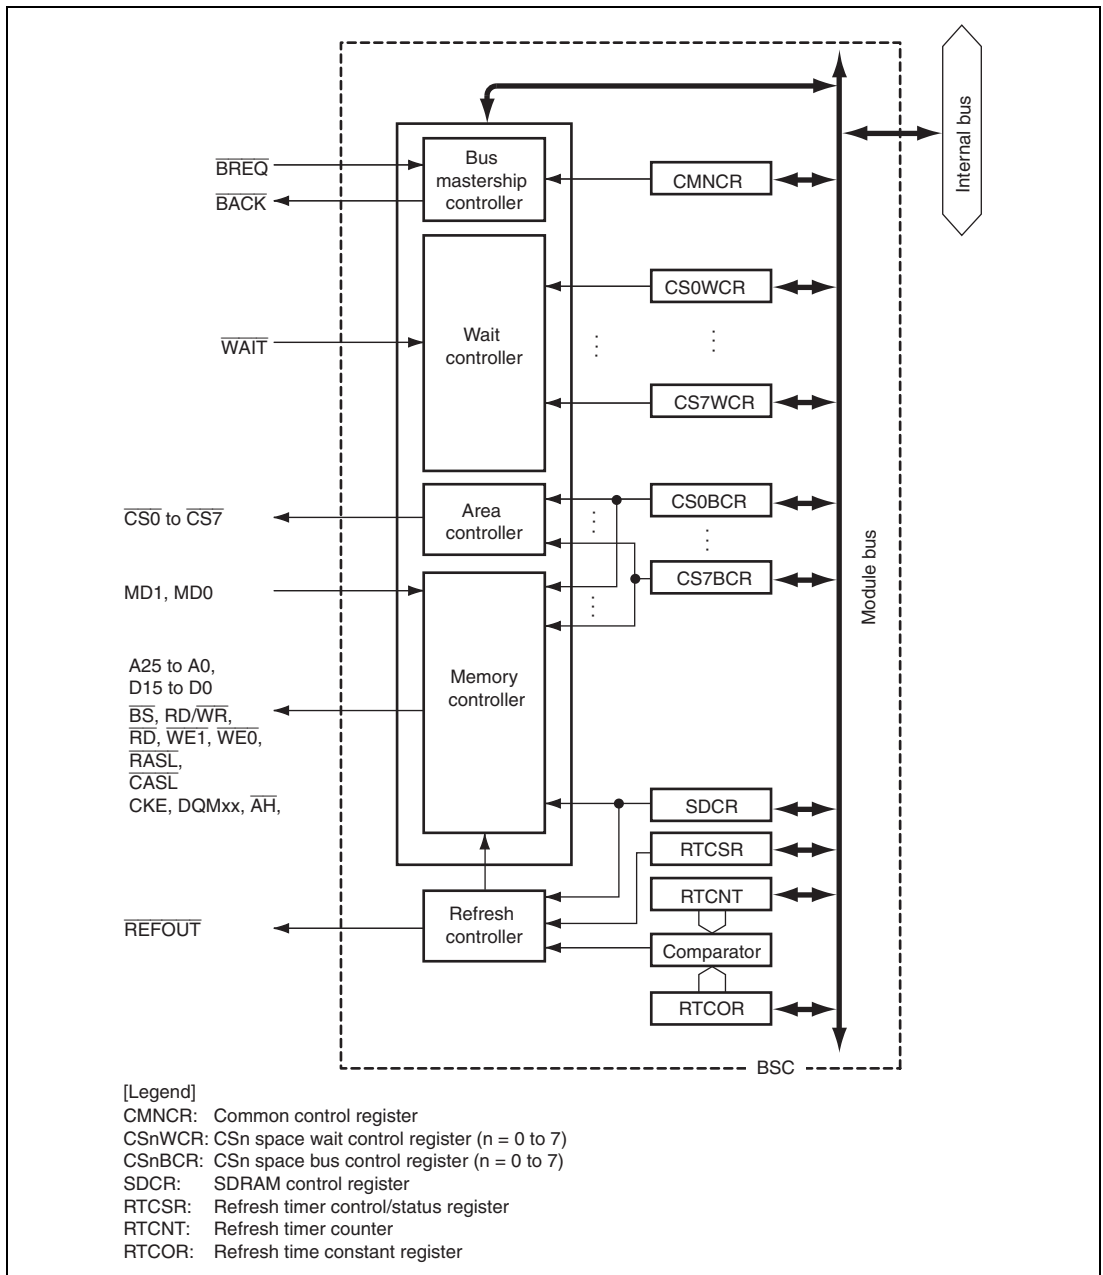 BREQ
BACK
WAIT
CS0 to CS7
MD1, MD0
A25 to A0,
D15 to D0
BS, RD/WR,
RD, WE1, WE0,
RASL,
CASL
CKE, DQMxx, AH,
REFOUT
Bus
mastership
controller
Wait
controller
Area
controller
Memory
controller
Refresh
controller
CMNCR
CS0WCR
CS7WCR
CS0BCR
CS7BCR
SDCR
RTCSR
RTCNT
Comparator
RTCOR
Module bus
Internal bus
BSC
[Legend]
CMNCR: Common control register
CSnWCR: CSn space wait control register (n = 0 to 7)
CSnBCR: CSn space bus control register (n = 0 to 7)
SDCR: SDRAM control register
RTCSR: Refresh timer control/status register
RTCNT: Refresh timer counter
RTCOR: Refresh time constant register